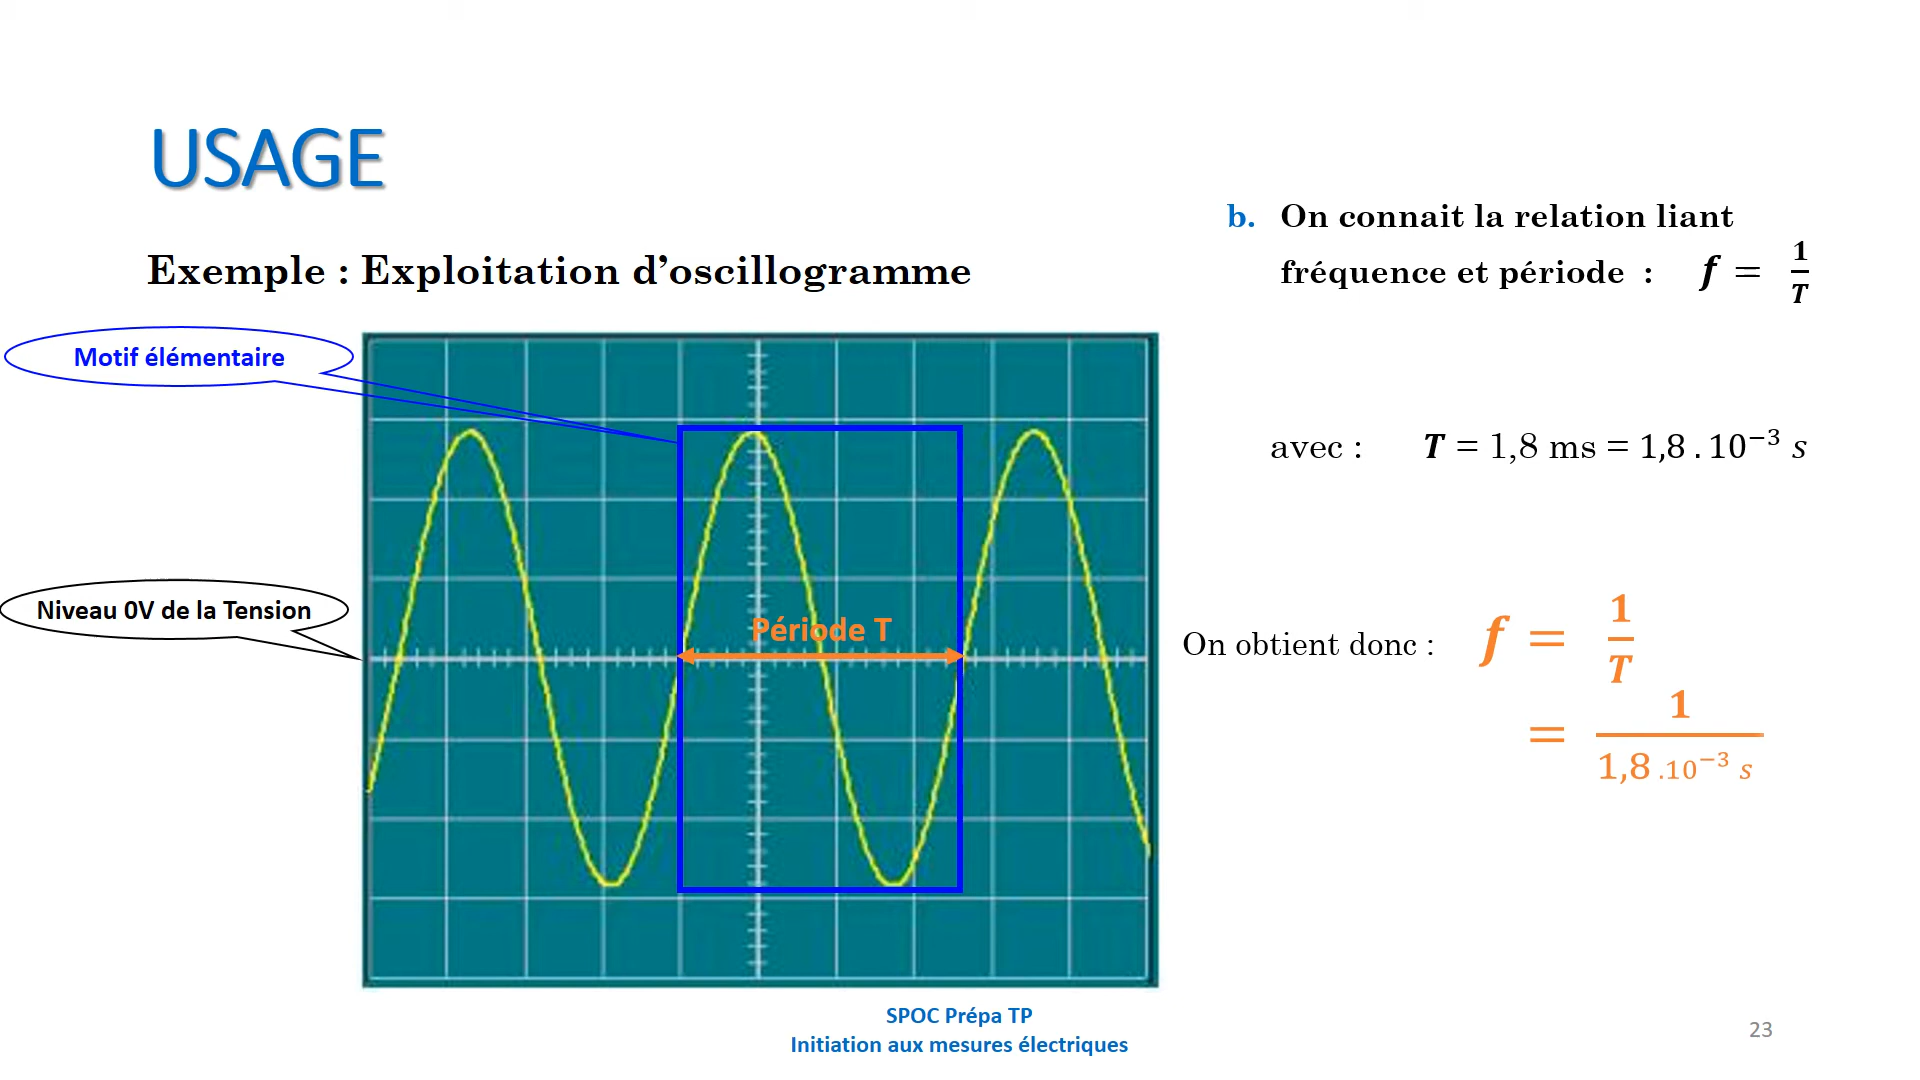 USAGE
Exemple : Exploitation d’oscillogramme
Motif élémentaire
Niveau 0V de la Tension
Période T
b. On connait la relation liant
fréquence et période : f = 1/T
avec : T = 1,8 ms = 1,8 . 10⁻³ s
On obtient donc : f = 1/T
= 1/(1,8 .10⁻³ s)
SPOC Prépa TP
Initiation aux mesures électriques
23